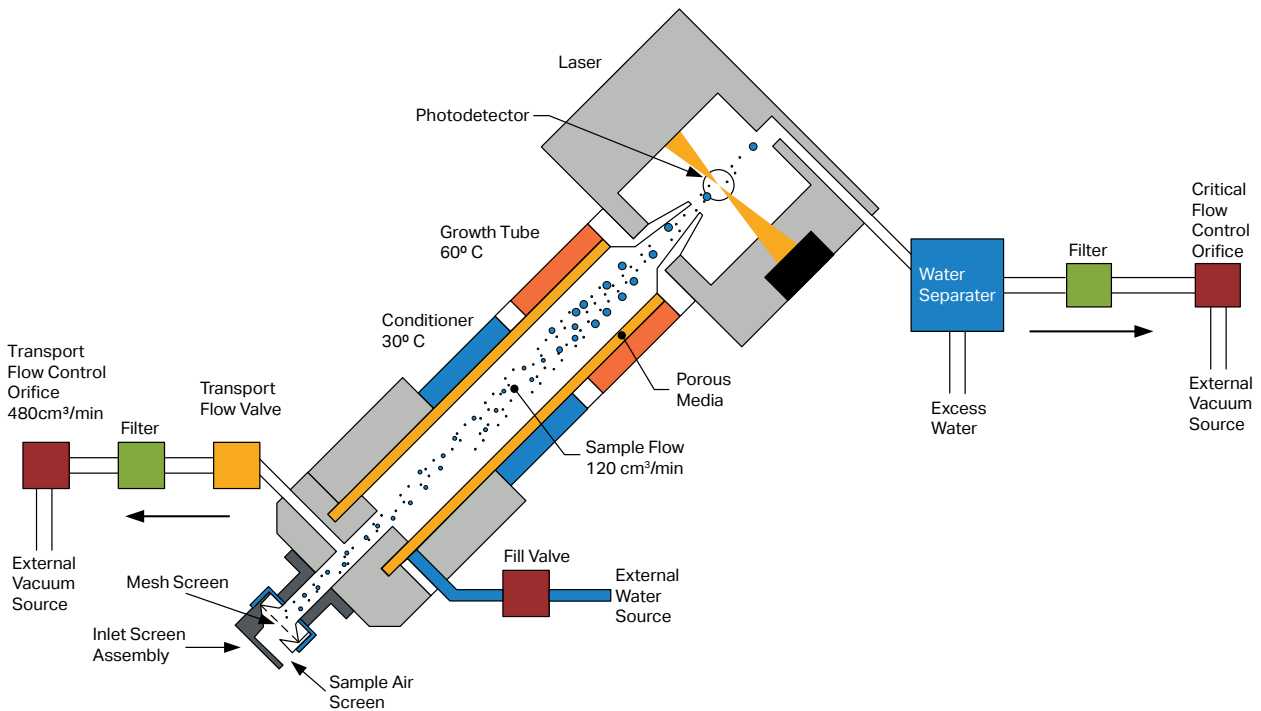 Laser
Photodetector
Growth Tube
60º C
Conditioner
30º C
Transport
Flow Control
Orifice
480cm³/min
Filter
Transport
Flow Valve
External
Vacuum
Source
Mesh Screen
Inlet Screen
Assembly
Sample Air
Screen
Fill Valve
External
Water
Source
Sample Flow
120 cm³/min
Porous
Media
Water
Separater
Excess
Water
Filter
Critical
Flow
Control
Orifice
External
Vacuum
Source